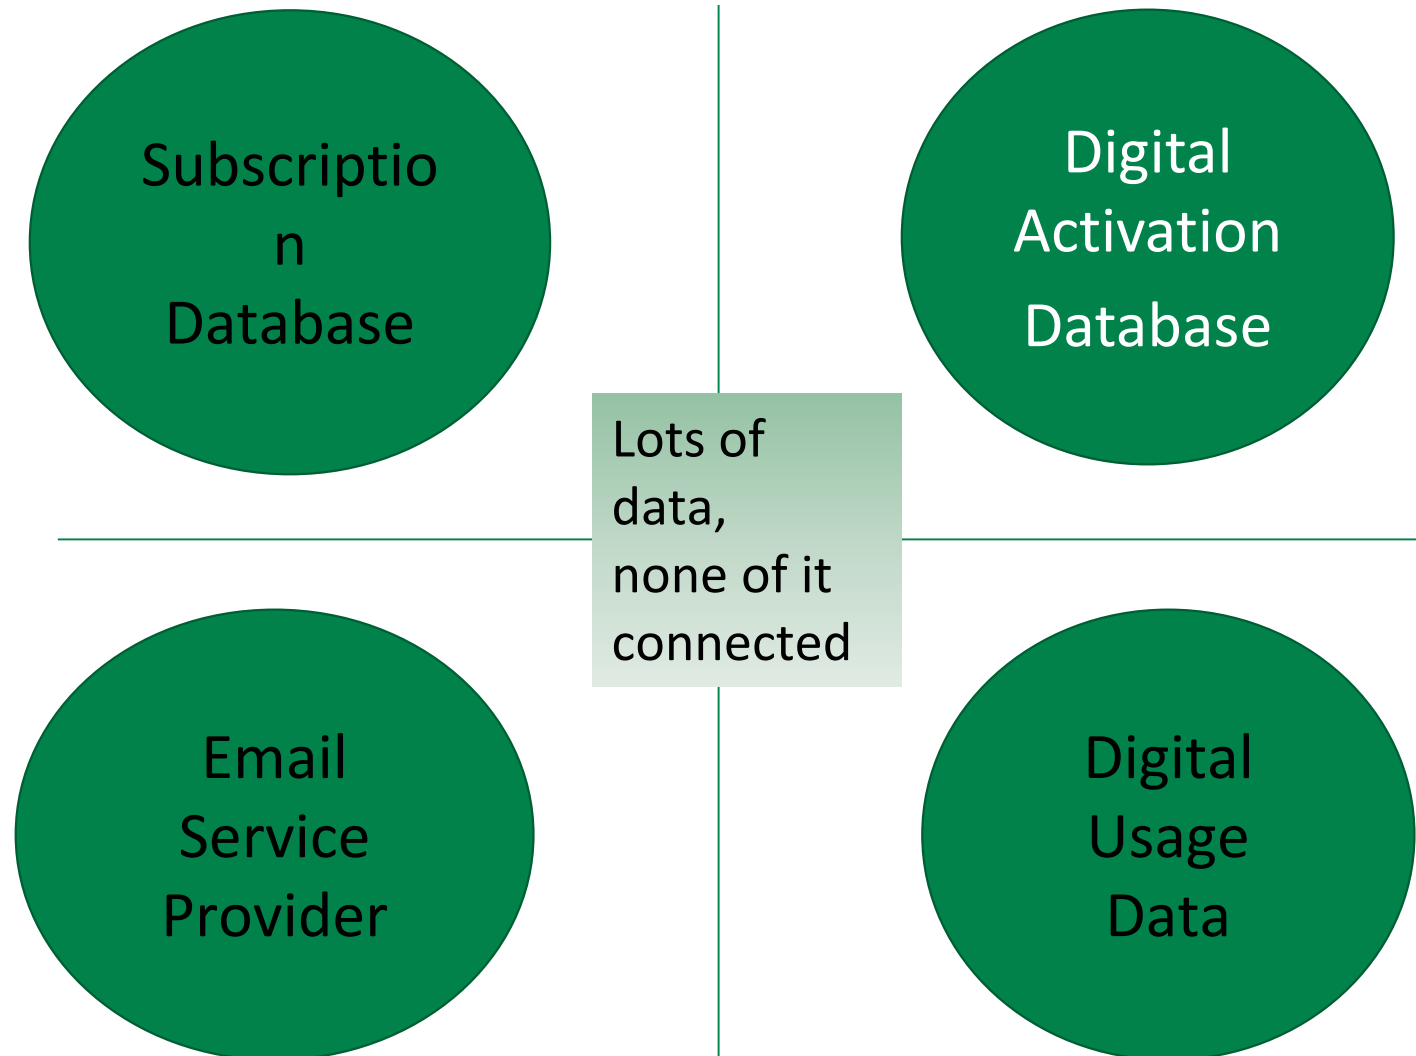 Subscriptio
n
Database
Digital
Activation
Database
Lots of
data,
none of it
connected
Email
Service
Provider
Digital
Usage
Data